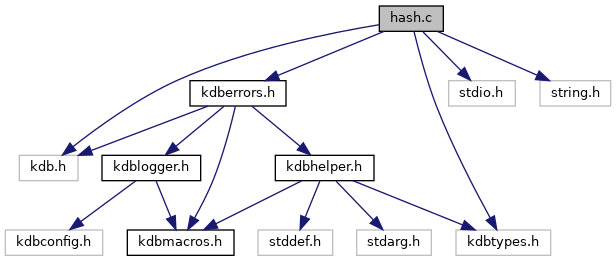 hash.c
kdberrors.h
stdio.h
string.h
kdb.h
kdblogger.h
kdbhelper.h
kdbconfig.h
kdbmacros.h
stddef.h
stdarg.h
kdbtypes.h